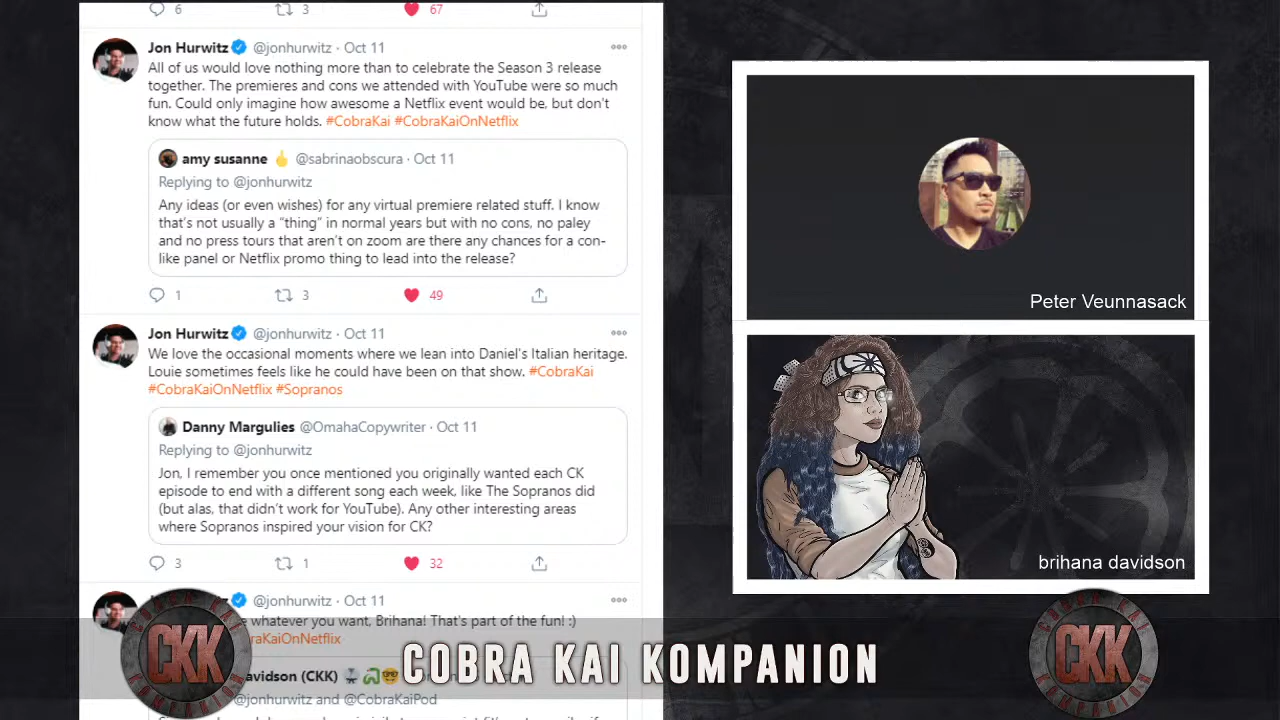 6 3 67
Jon Hurwitz @jonhurwitz · Oct 11
All of us would love nothing more than to celebrate the Season 3 release
together. The premieres and cons we attended with YouTube were so much
fun. Could only imagine how awesome a Netflix event would be, but don't
know what the future holds. #CobraKai #CobraKaiOnNetflix
amy susanne @sabrinaobscura · Oct 11
Replying to @jonhurwitz
Any ideas (or even wishes) for any virtual premiere related stuff. I know
that's not usually a “thing” in normal years but with no cons, no paley
and no press tours that aren't on zoom are there any chances for a con-
like panel or Netflix promo thing to lead into the release?
1 3 49
Jon Hurwitz @jonhurwitz · Oct 11
We love the occasional moments where we lean into Daniel's Italian heritage.
Louie sometimes feels like he could have been on that show. #CobraKai
#CobraKaiOnNetflix #Sopranos
Danny Margulies @OmahaCopywriter · Oct 11
Replying to @jonhurwitz
Jon, I remember you once mentioned you originally wanted each CK
episode to end with a different song each week, like The Sopranos did
(but alas, that didn't work for YouTube). Any other interesting areas
where Sopranos inspired your vision for CK?
3 1 32
@jonhurwitz · Oct 11
whatever you want, Brihana! That's part of the fun! :)
braKaiOnNetflix
avidson (CKK)
@jonhurwitz and @CobraKaiPod
Peter Veunnasack
brihana davidson
CKK
COBRA KAI KOMPANION
COBRA KAI
CKK
KOMPANION